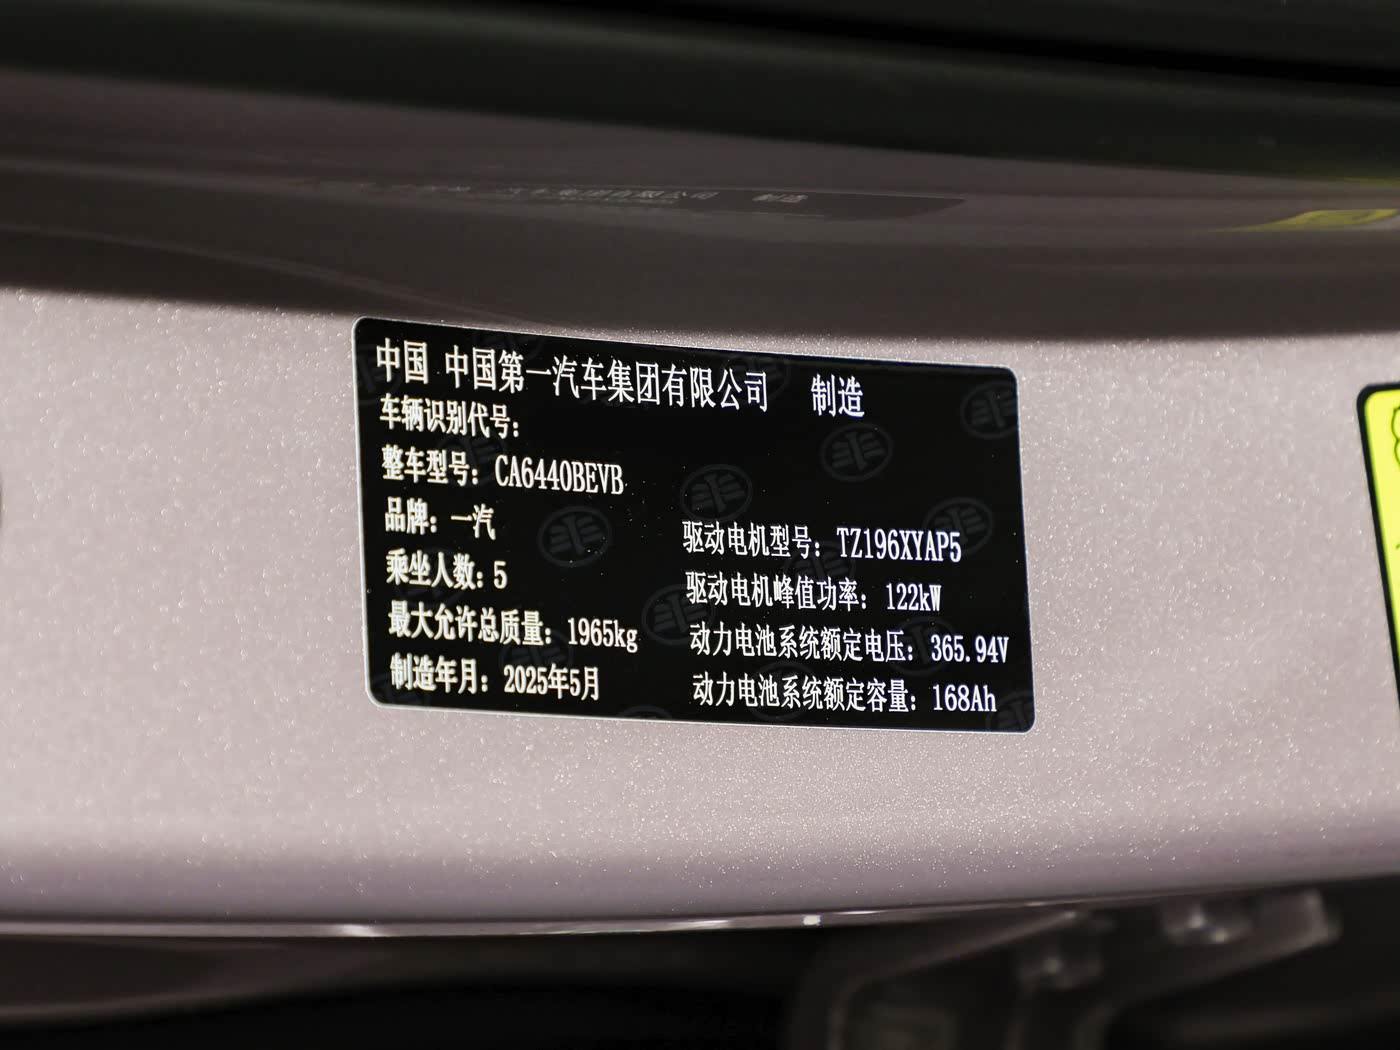 中国 中国第一汽车集团有限公司 制造
车辆识别代号:
整车型号: CA6440BEVB
品牌: 一汽
乘坐人数: 5
最大允许总质量: 1965kg
制造年月: 2025年5月
驱动电机型号: TZ196XYAP5
驱动电机峰值功率: 122kW
动力电池系统额定电压: 365.94V
动力电池系统额定容量: 168Ah